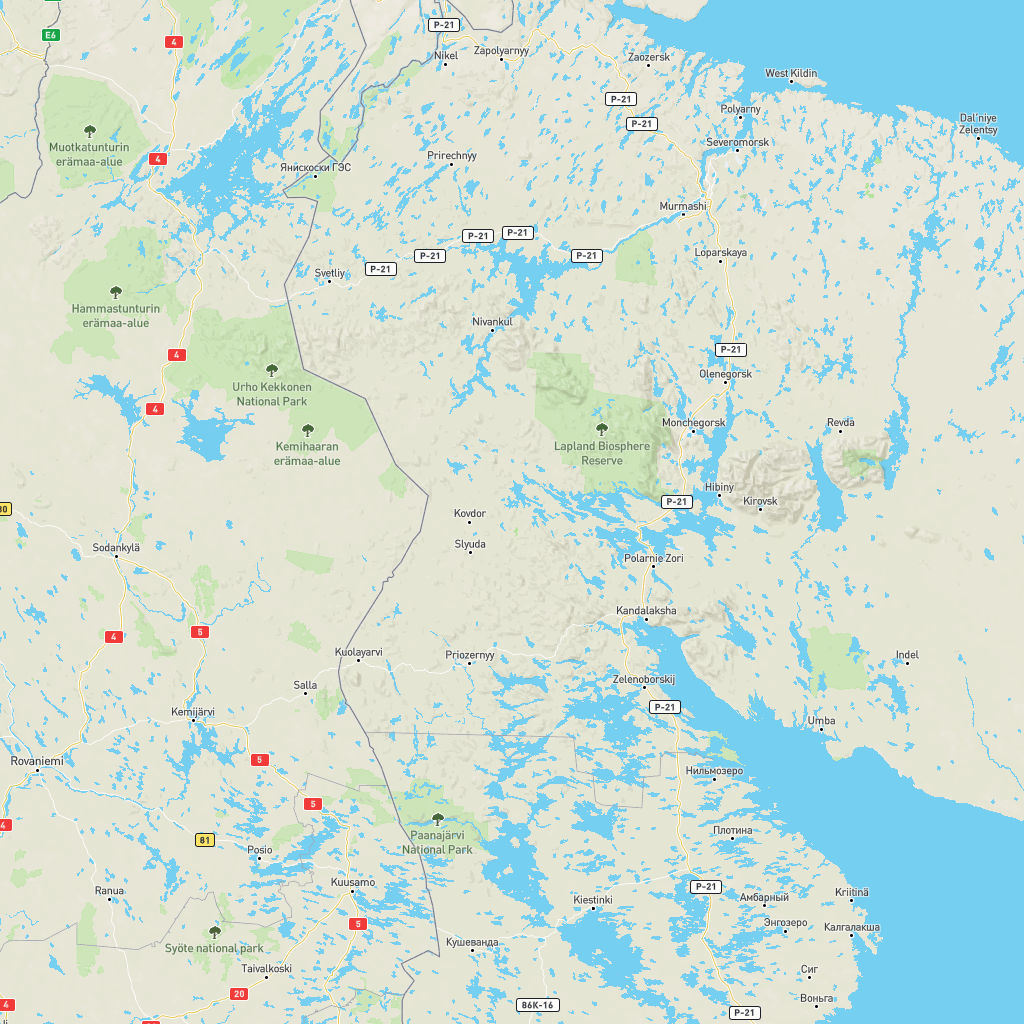 P-21
E6
4
Nikel
Zapolyarnyy
Zaozersk
West Kildin
P-21
Polyarny
P-21
Dal'niye
Zelentsy
Muotkatunturin
erämaa-alue
4
Янискоски ГЭС
Prirechnyy
Severomorsk
Murmashi
P-21
P-21
P-21
P-21
P-21
Loparskaya
Svetliy
Hammastunturin
erämaa-alue
Nivankul
P-21
4
Urho Kekkonen
National Park
Olenegorsk
4
Kemihaaran
erämaa-alue
Lapland Biosphere
Reserve
Monchegorsk
Revda
Hibiny
P-21
Kirovsk
80
Kovdor
Slyuda
Sodankylä
Polarnie Zori
Kandalaksha
4
5
Kuolayarvi
Priozernyy
Indel
Salla
Zelenoborskij
P-21
Kemijärvi
Umba
Rovaniemi
5
Нильмозеро
5
4
81
Paanajärvi
National Park
Плотина
Posio
Kuusamo
P-21
Ranua
Kiestinki
Амбарный
Kriitinä
5
Энгозеро
Калгалакша
Syöte national park
Кушеванда
Taivalkoski
Сиг
20
4
86K-16
Воньга
P-21